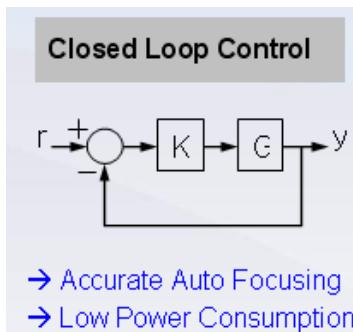 Closed Loop Control
r + K G y
−
→ Accurate Auto Focusing
→ Low Power Consumption